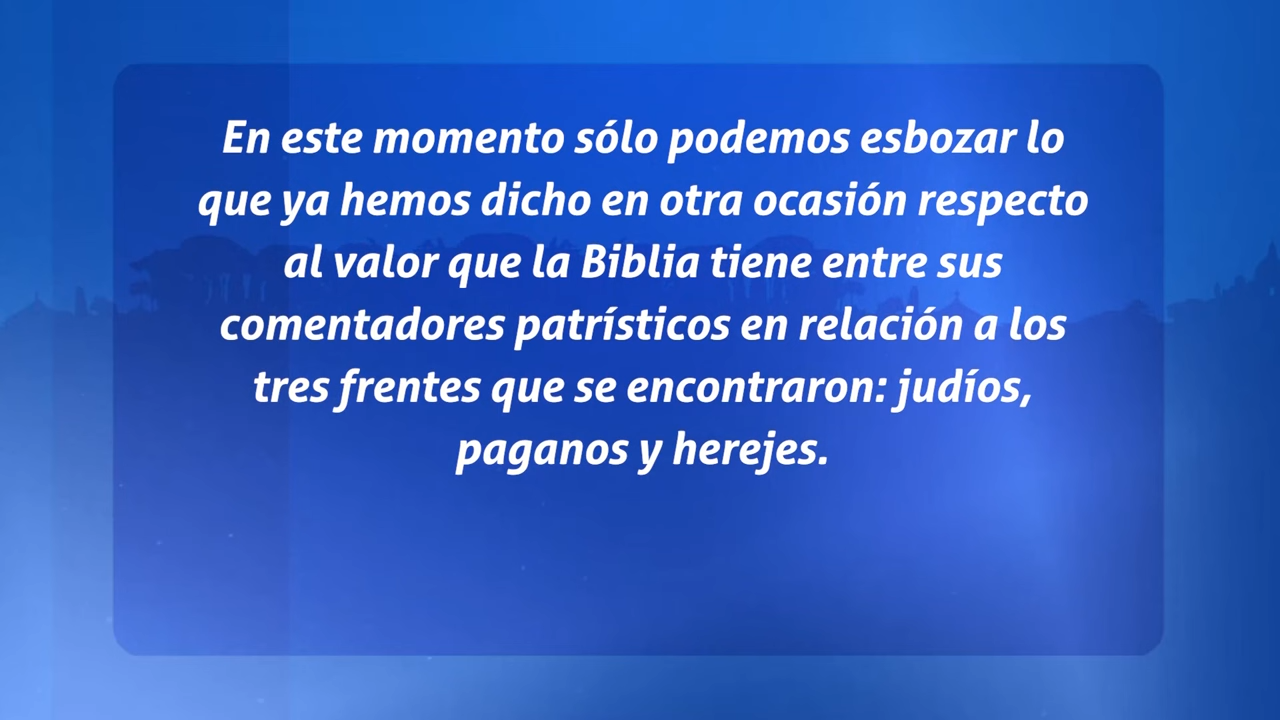 En este momento sólo podemos esbozar lo
que ya hemos dicho en otra ocasión respecto
al valor que la Biblia tiene entre sus
comentadores patrísticos en relación a los
tres frentes que se encontraron: judíos,
paganos y herejes.